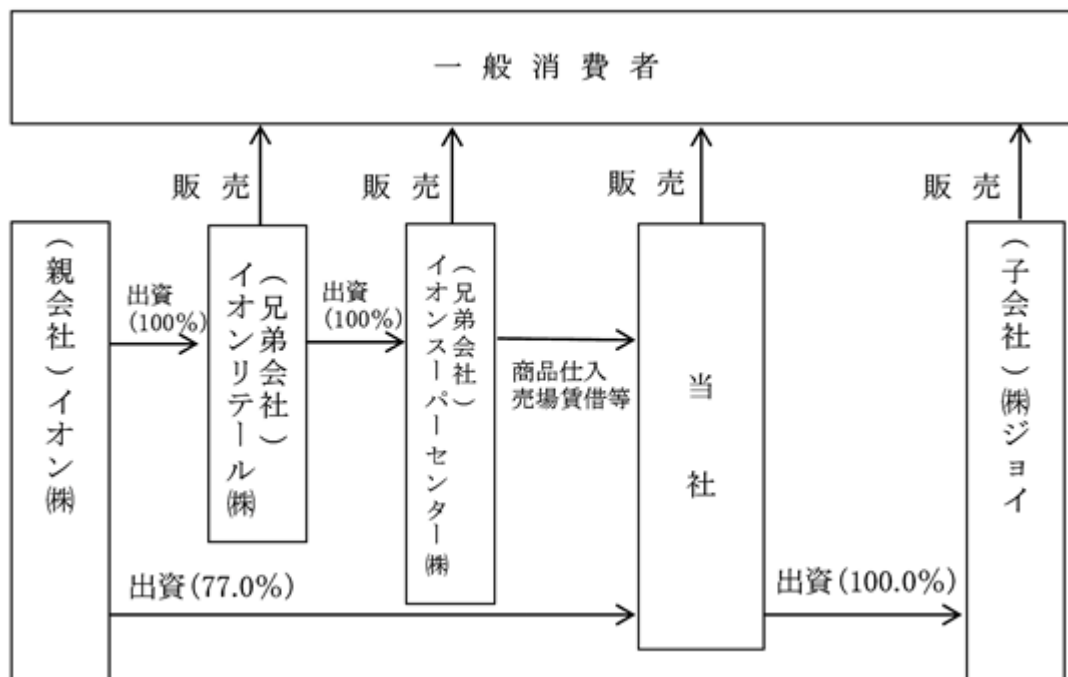 一般消費者
販売
販売
販売
販売
(親会社)イオン㈱
出資
(100%)
(兄弟会社)
イオンリテール㈱
出資
(100%)
(兄弟会社)
イオンスーパーセンター㈱
商品仕入
売場賃借等
当社
(子会社)㈱ジョイ
出資(77.0%)
出資(100.0%)